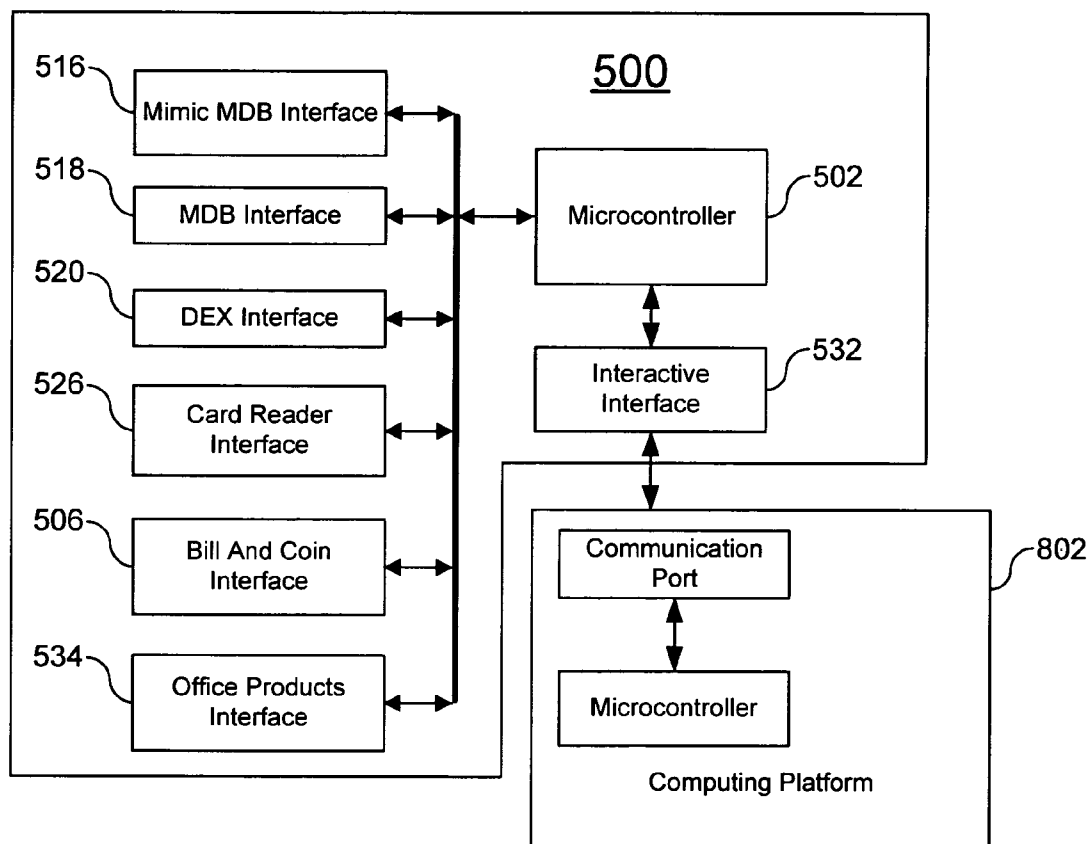 500
516
Mimic MDB Interface
518
MDB Interface
520
DEX Interface
526
Card Reader
Interface
506
Bill And Coin
Interface
534
Office Products
Interface
Microcontroller
502
Interactive
Interface
532
Communication
Port
Microcontroller
Computing Platform
802